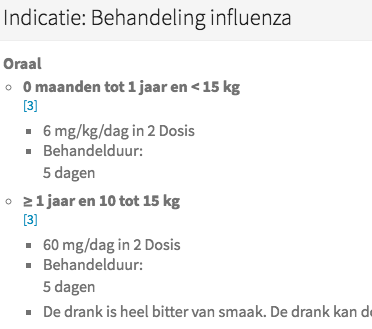 Indicatie: Behandeling influenza
Oraal
0 maanden tot 1 jaar en < 15 kg
[3]
6 mg/kg/dag in 2 Dosis
Behandelduur:
5 dagen
≥ 1 jaar en 10 tot 15 kg
[3]
60 mg/dag in 2 Dosis
Behandelduur:
5 dagen
De drank is heel bitter van smaak. De drank kan